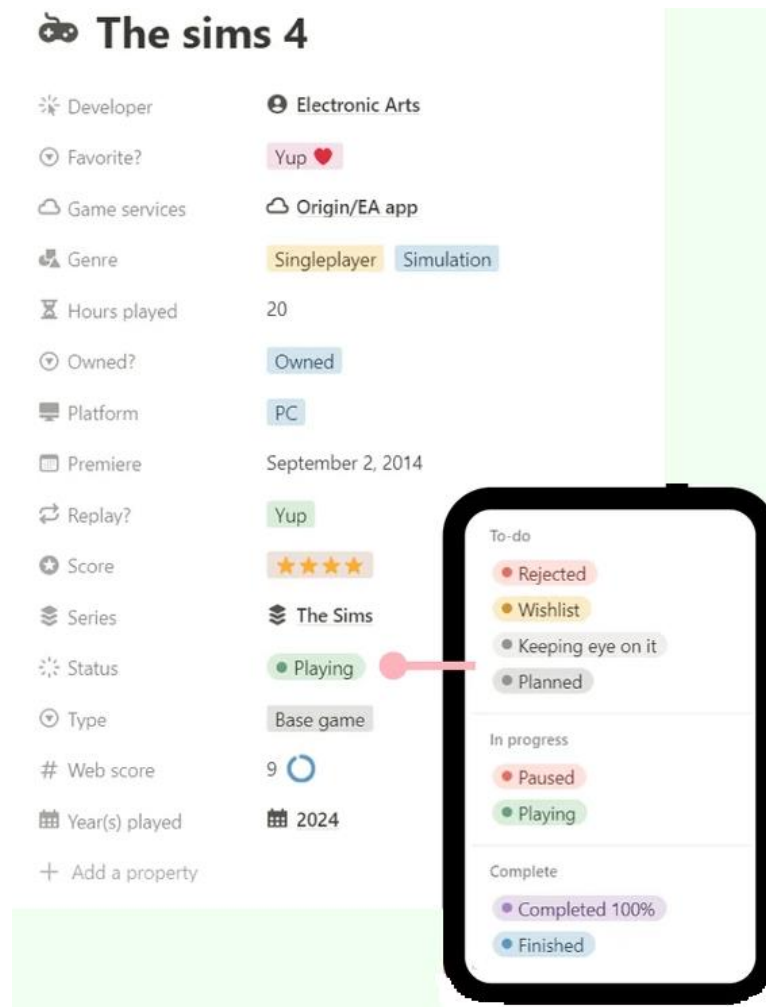 The sims 4
Developer Electronic Arts
Favorite? Yup ❤
Game services Origin/EA app
Genre Singleplayer Simulation
Hours played 20
Owned? Owned
Platform PC
Premiere September 2, 2014
Replay? Yup
Score ⭐⭐⭐⭐
Series The Sims
Status Playing
Type Base game
# Web score 9
Year(s) played 2024
+ Add a property
To-do
Rejected
Wishlist
Keeping eye on it
Planned
In progress
Paused
Playing
Complete
Completed 100%
Finished